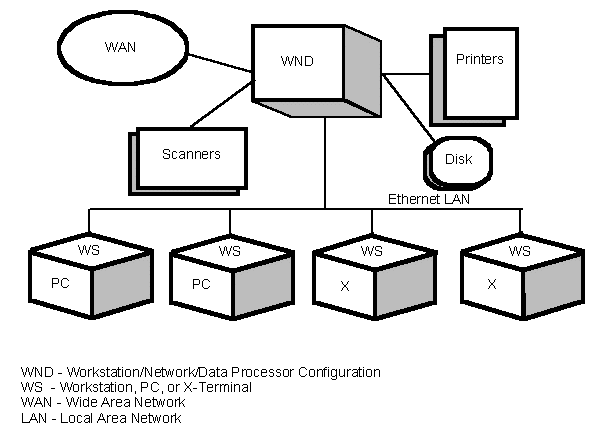 WAN
WND
Printers
Scanners
Disk
Ethernet LAN
WS
WS
WS
WS
PC
PC
X
X
WND - Workstation/Network/Data Processor Configuration
WS - Workstation, PC, or X-Terminal
WAN - Wide Area Network
LAN - Local Area Network